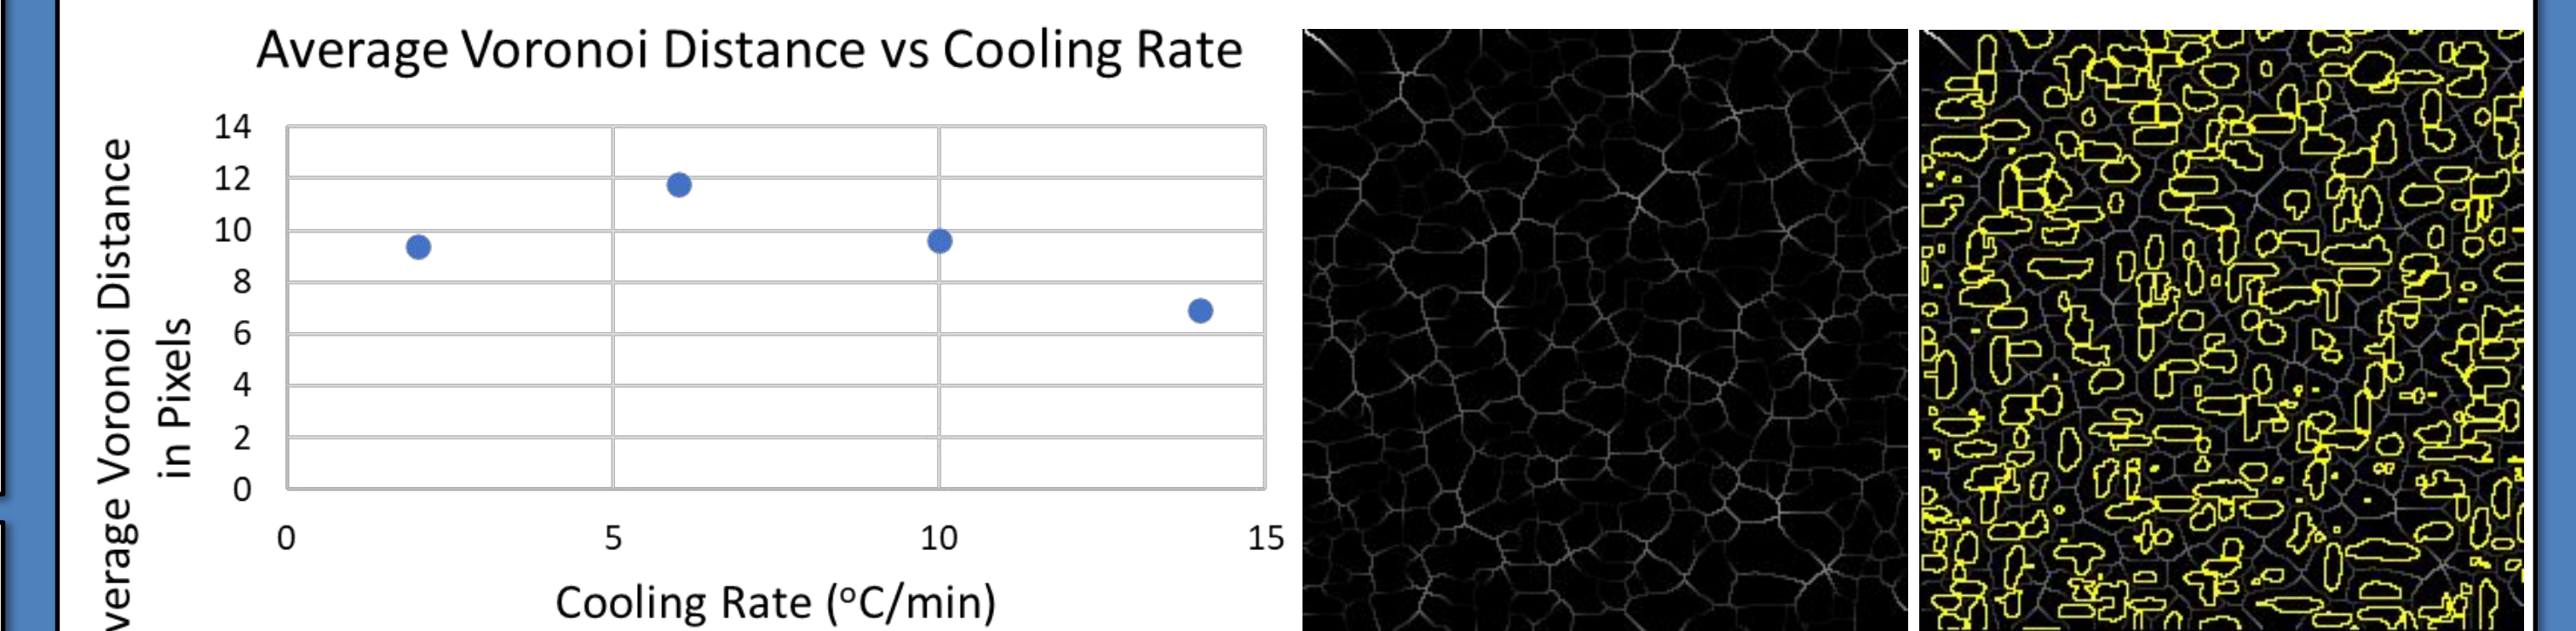 Average Voronoi Distance vs Cooling Rate
Average Voronoi Distance
in Pixels
14
12
10
8
6
4
2
0
0 5 10 15
Cooling Rate (°C/min)